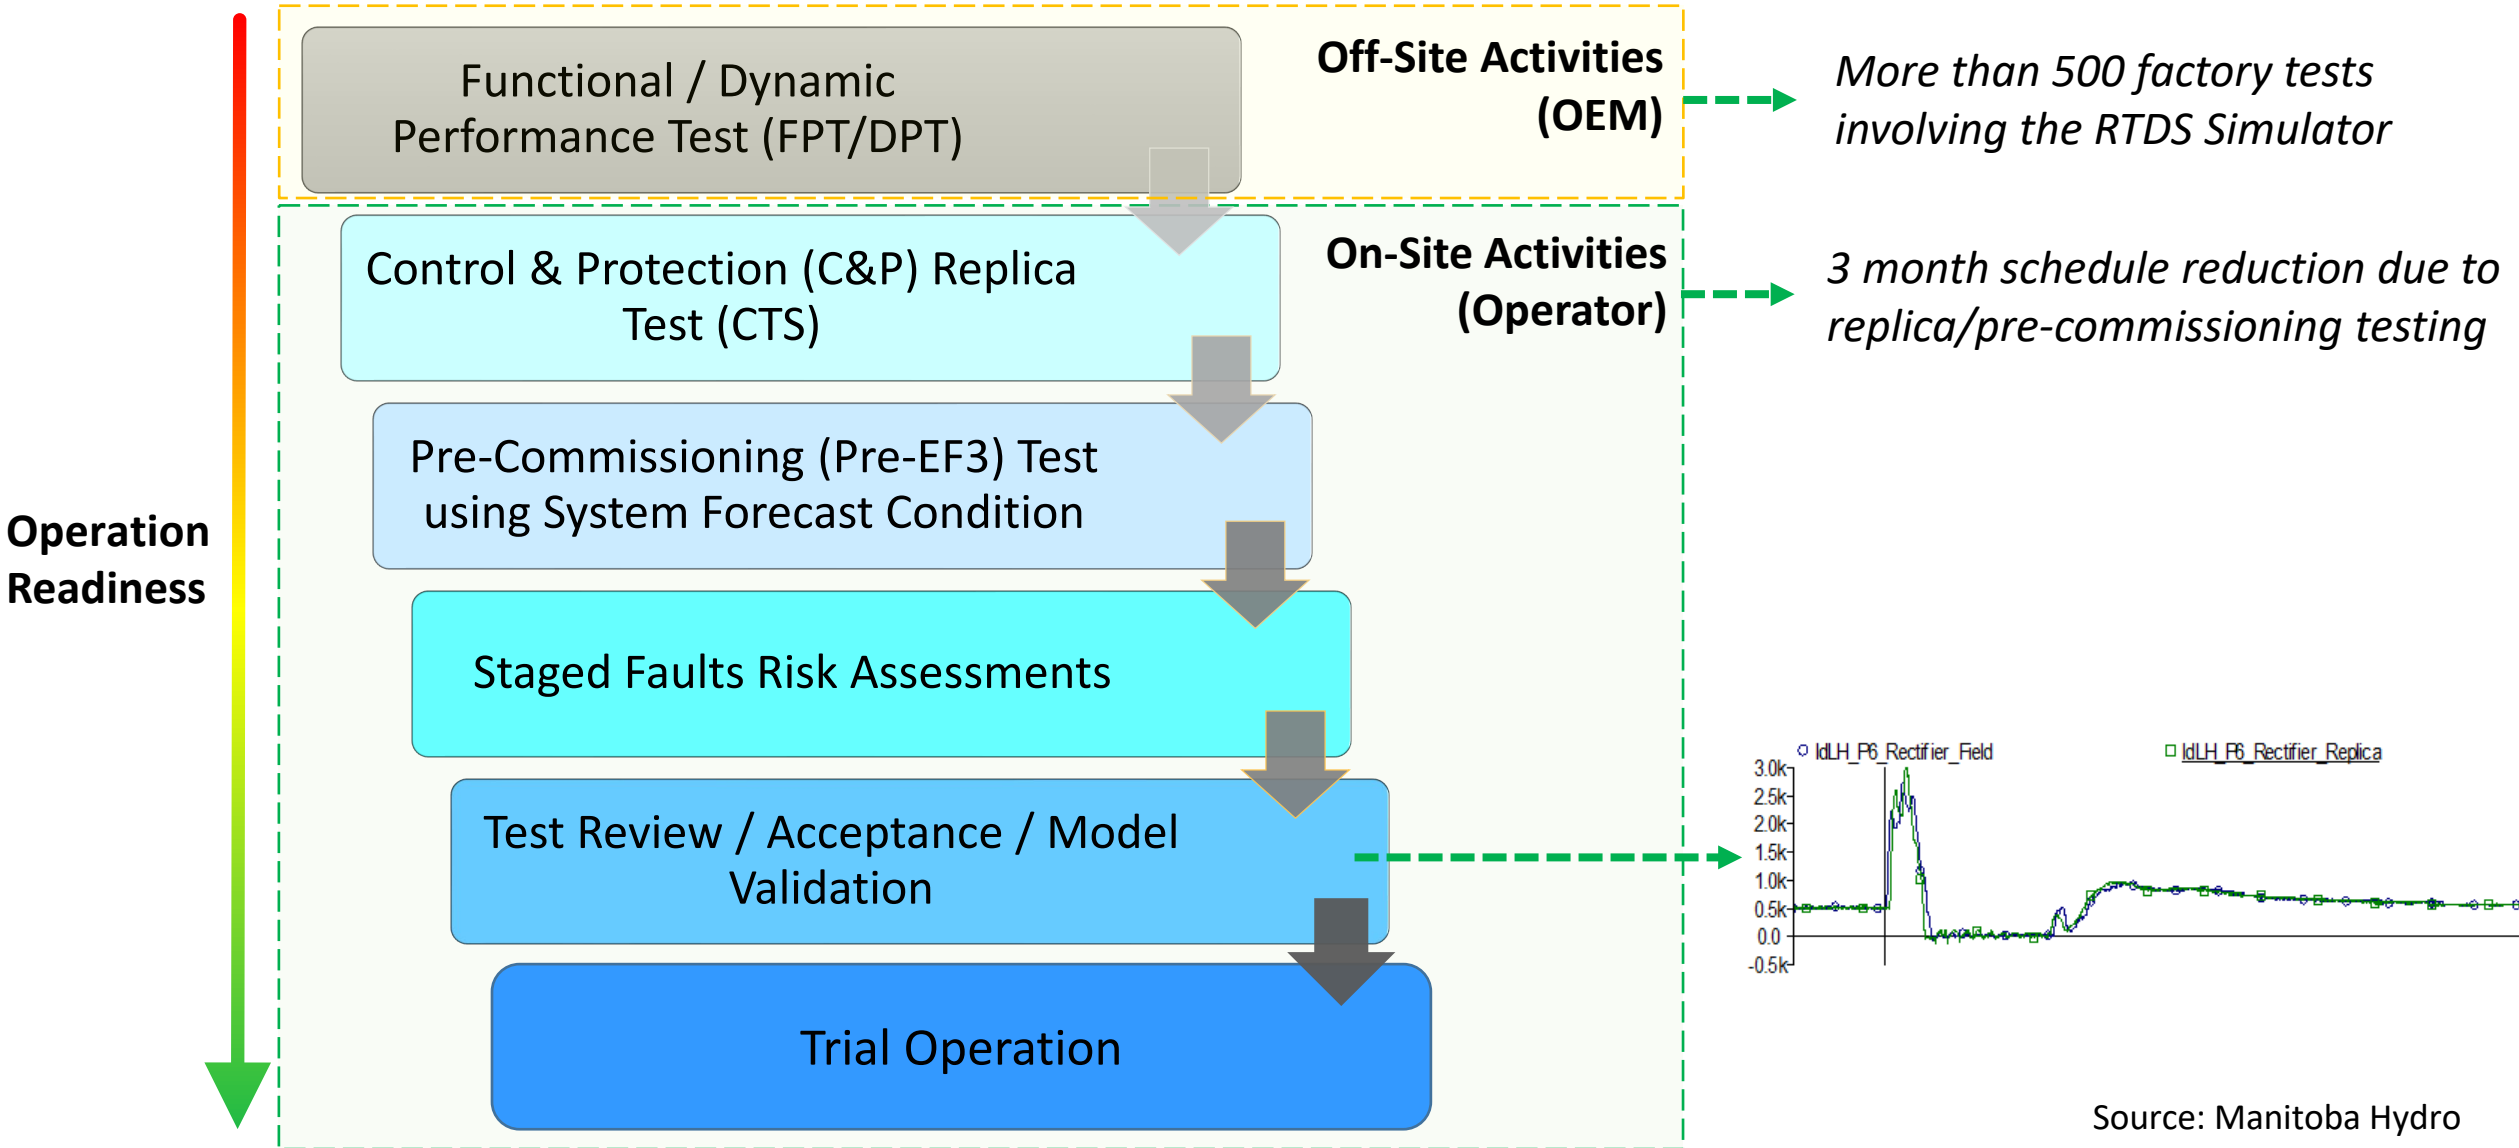 Functional / Dynamic
Performance Test (FPT/DPT)
Off-Site Activities
(OEM)
More than 500 factory tests
involving the RTDS Simulator
Control & Protection (C&P) Replica
Test (CTS)
On-Site Activities
(Operator)
3 month schedule reduction due to
replica/pre-commissioning testing
Pre-Commissioning (Pre-EF3) Test
using System Forecast Condition
Operation
Readiness
Staged Faults Risk Assessments
Test Review / Acceptance / Model
Validation
IdLH_P6_Rectifier_Field
IdLH_P6_Rectifier_Replica
3.0k
2.5k
2.0k
1.5k
1.0k
0.5k
0.0
-0.5k
Trial Operation
Source: Manitoba Hydro